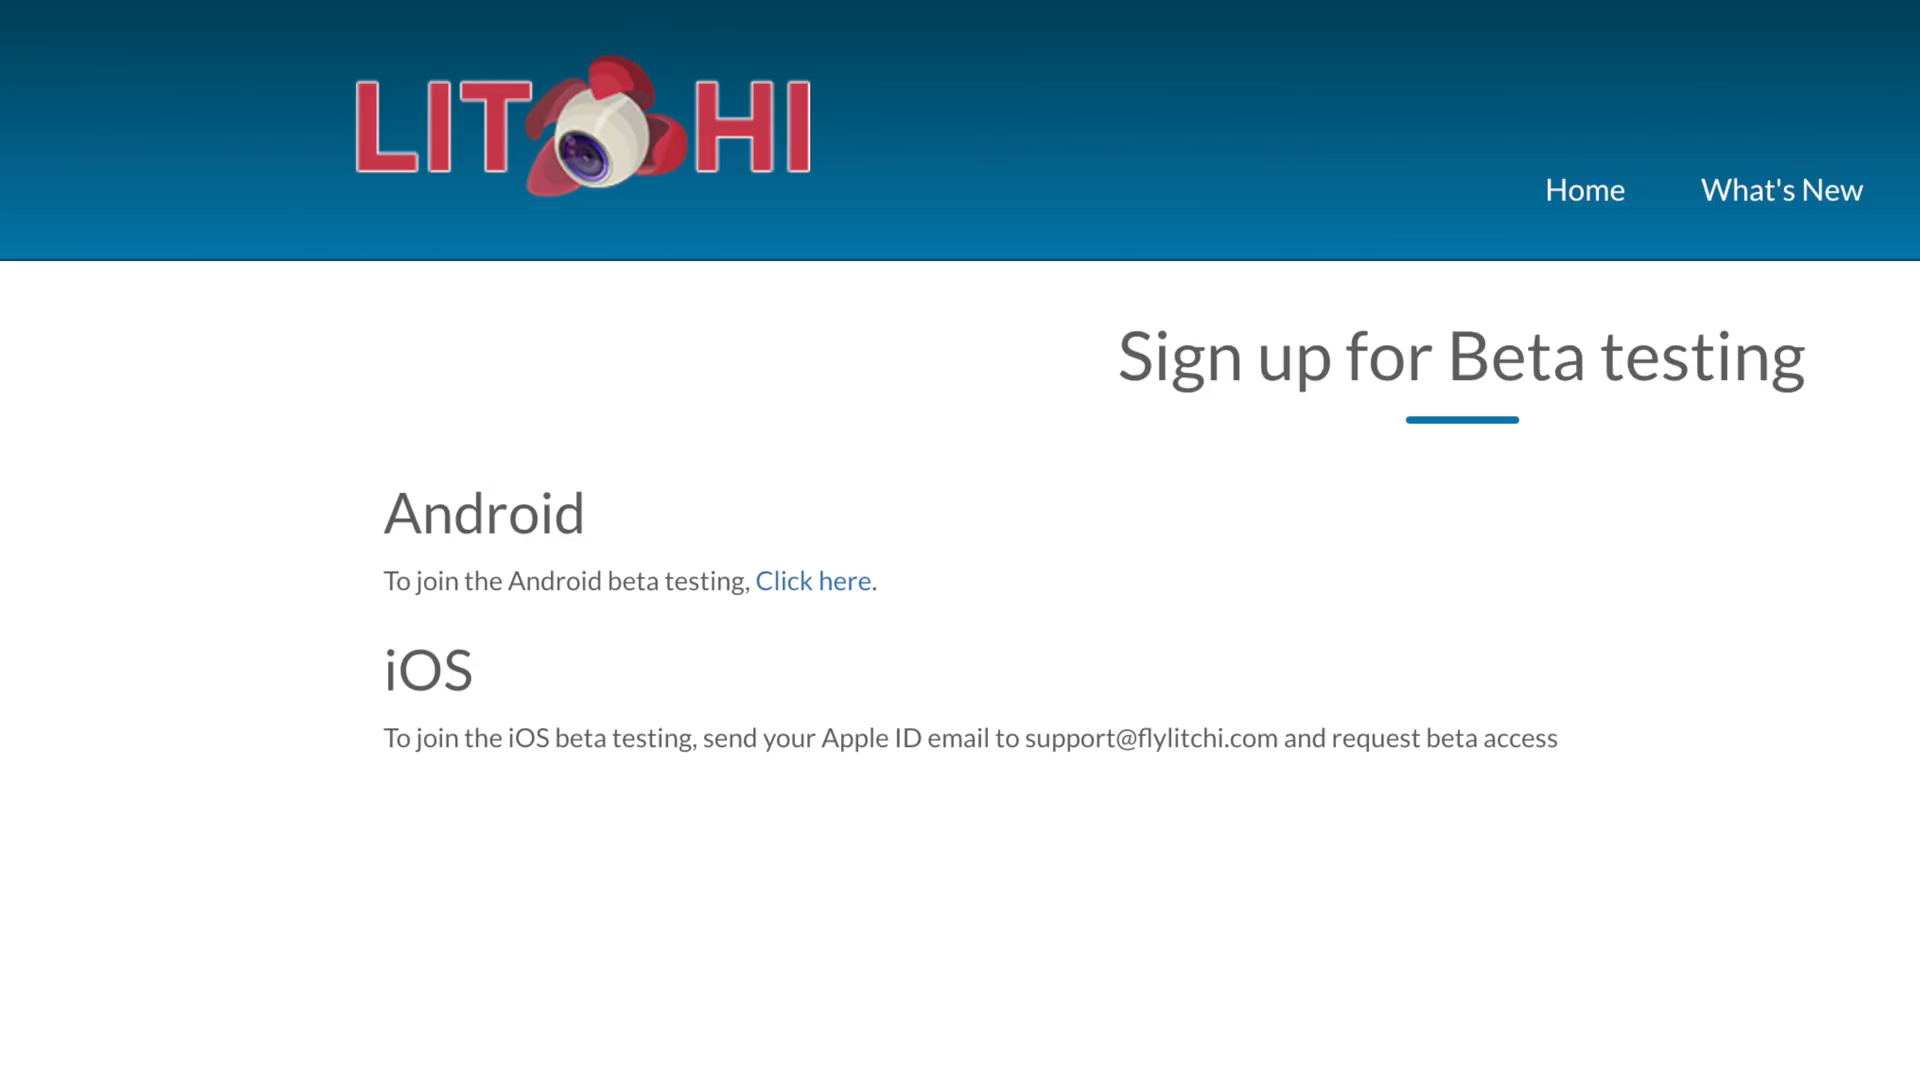 LITCHI
Home What's New
Sign up for Beta testing
Android
To join the Android beta testing, Click here.
iOS
To join the iOS beta testing, send your Apple ID email to support@flylitchi.com and request beta access